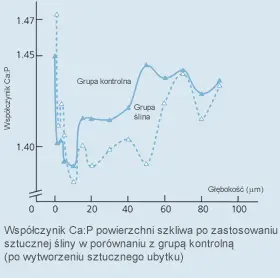 1.47
1.45
Współczynnik Ca:P
Grupa kontrolna
Grupa
ślina
1.40
Głębokość (µm)
0 0 20 40 60 80 100
Współczynnik Ca:P powierzchni szkliwa po zastosowaniu
sztucznej śliny w porównaniu z grupą kontrolną
(po wytworzeniu sztucznego ubytku)